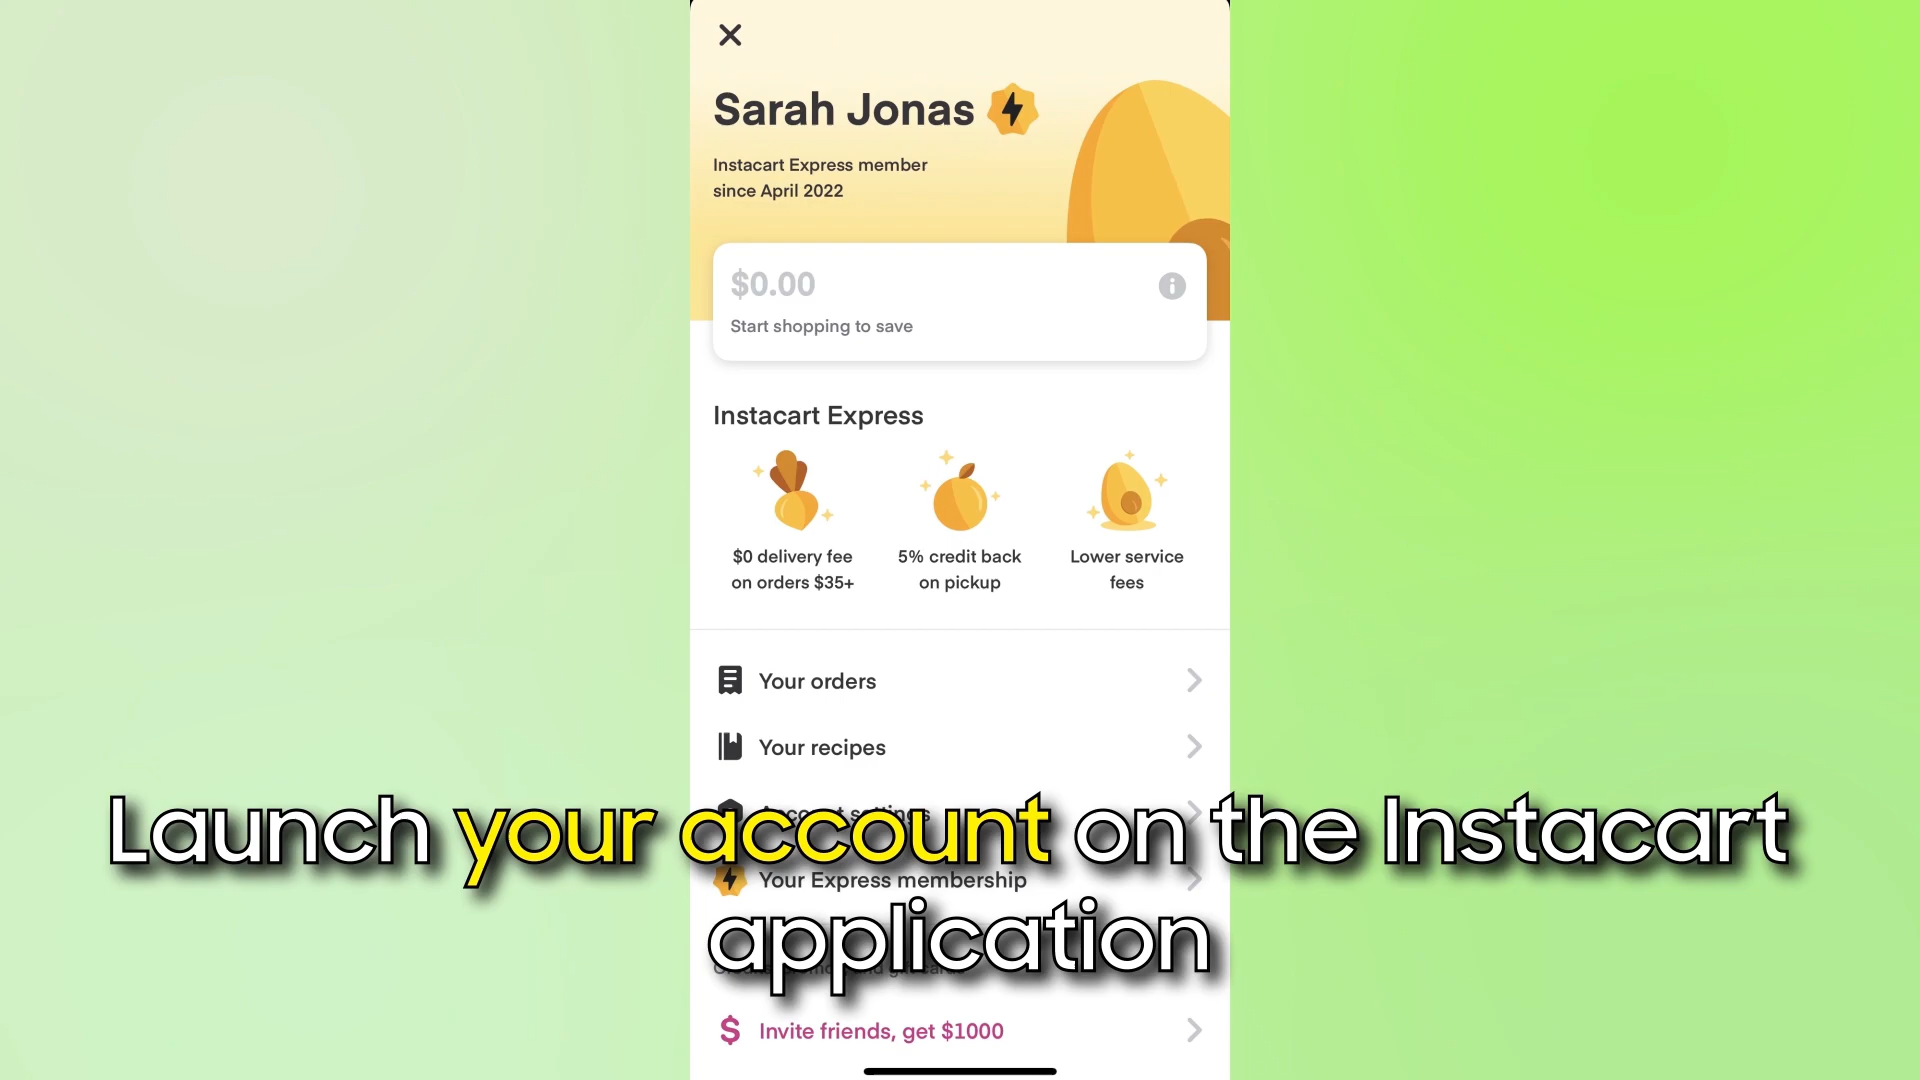 Sarah Jonas
Instacart Express member
since April 2022
$0.00
Start shopping to save
Instacart Express
$0 delivery fee
on orders $35+
5% credit back
on pickup
Lower service
fees
Your orders
Your recipes
Account settings
Launch your account on the Instacart
Your Express membership
application
Invite friends, get $1000